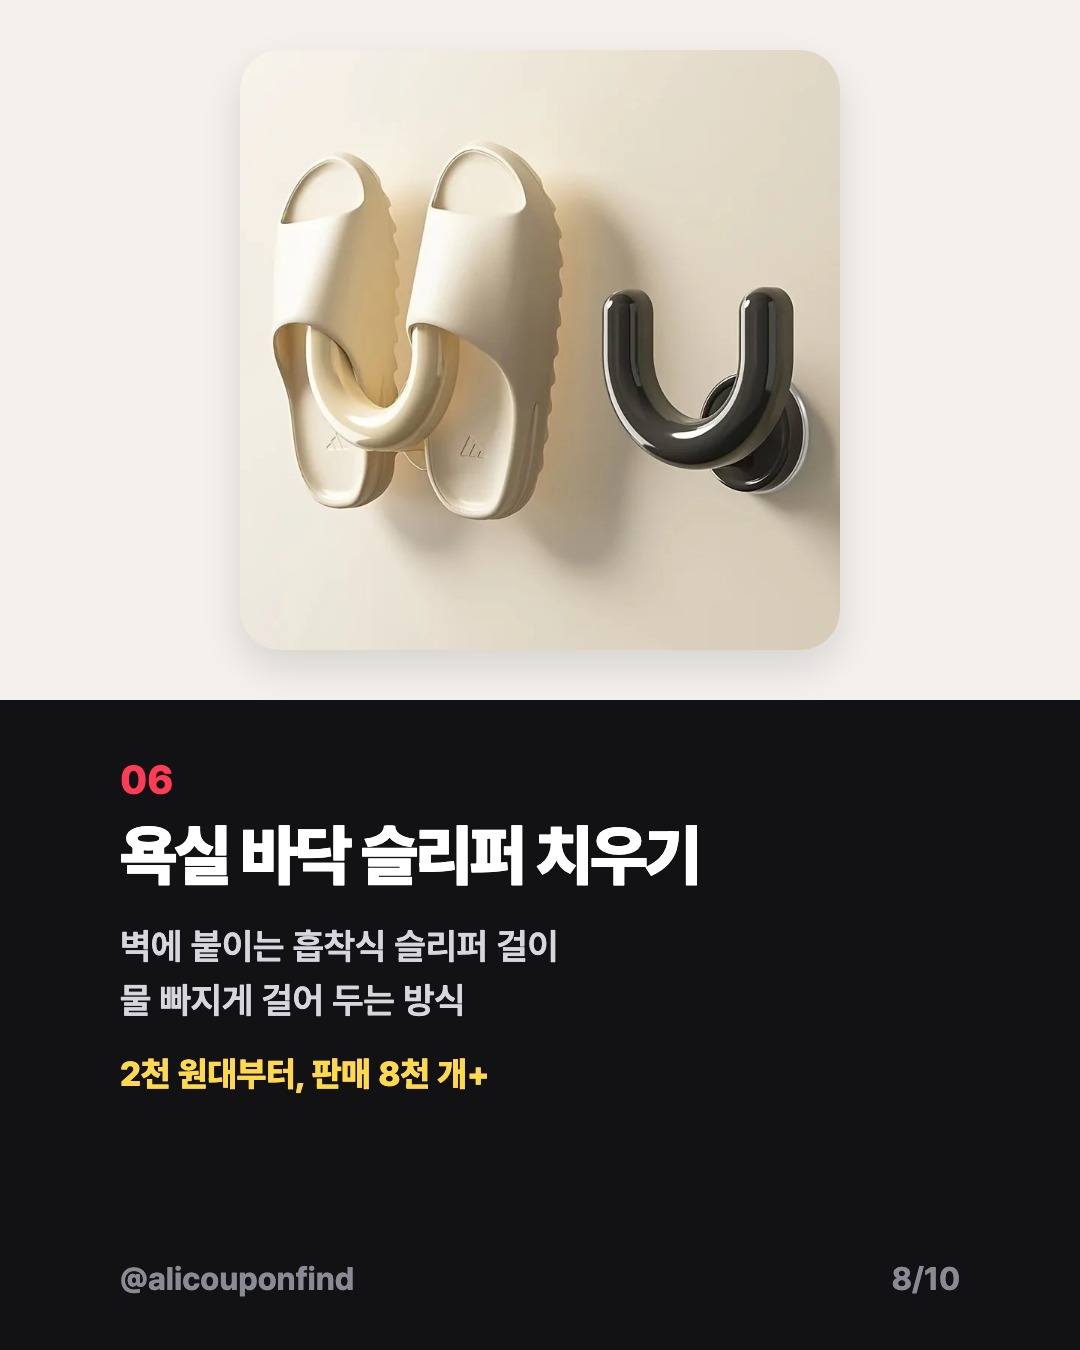 06
욕실 바닥 슬리퍼 치우기
벽에 붙이는 흡착식 슬리퍼 걸이
물 빠지게 걸어 두는 방식
2천 원대부터, 판매 8천 개+
@alicouponfind
8/10